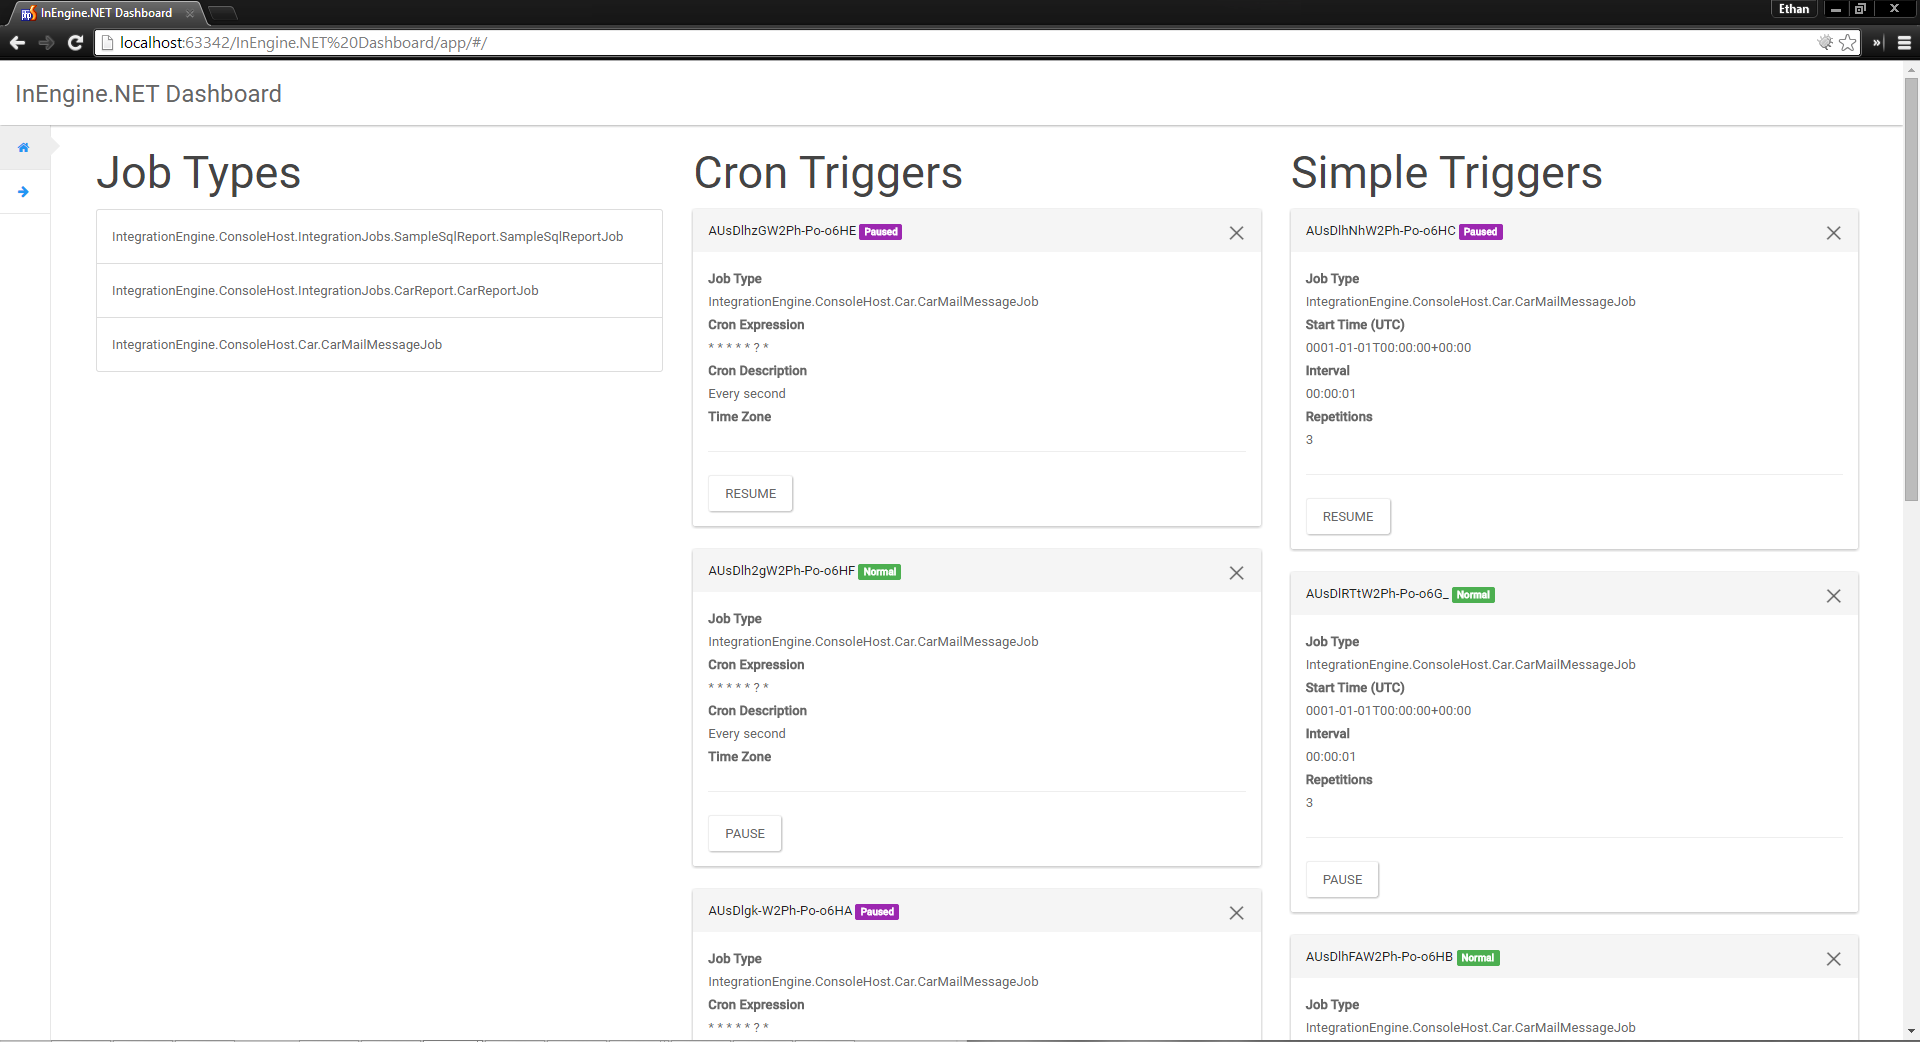 InEngine.NET Dashboard
Ethan
localhost:63342/InEngine.NET%20Dashboard/app/#/
InEngine.NET Dashboard
Job Types
IntegrationEngine.ConsoleHost.IntegrationJobs.SampleSqlReport.SampleSqlReportJob
IntegrationEngine.ConsoleHost.IntegrationJobs.CarReport.CarReportJob
IntegrationEngine.ConsoleHost.Car.CarMailMessageJob
Cron Triggers
AUsDlhzGW2Ph-Po-o6HE Paused
Job Type
IntegrationEngine.ConsoleHost.Car.CarMailMessageJob
Cron Expression
* * * * * ? *
Cron Description
Every second
Time Zone
RESUME
AUsDlh2gW2Ph-Po-o6HF Normal
Job Type
IntegrationEngine.ConsoleHost.Car.CarMailMessageJob
Cron Expression
* * * * * ? *
Cron Description
Every second
Time Zone
PAUSE
AUsDlgk-W2Ph-Po-o6HA Paused
Job Type
IntegrationEngine.ConsoleHost.Car.CarMailMessageJob
Cron Expression
* * * * * ? *
Simple Triggers
AUsDlhNhW2Ph-Po-o6HC Paused
Job Type
IntegrationEngine.ConsoleHost.Car.CarMailMessageJob
Start Time (UTC)
0001-01-01T00:00:00+00:00
Interval
00:00:01
Repetitions
3
RESUME
AUsDlRTtW2Ph-Po-o6G_ Normal
Job Type
IntegrationEngine.ConsoleHost.Car.CarMailMessageJob
Start Time (UTC)
0001-01-01T00:00:00+00:00
Interval
00:00:01
Repetitions
3
PAUSE
AUsDlhFAW2Ph-Po-o6HB Normal
Job Type
IntegrationEngine.ConsoleHost.Car.CarMailMessageJob